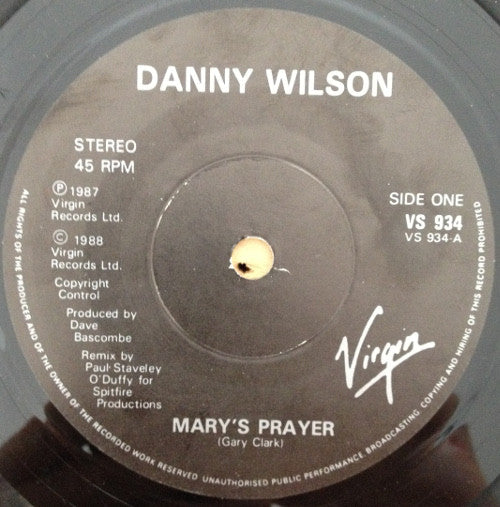 DANNY WILSON
STEREO
45 RPM
Ⓟ 1987
Virgin
Records Ltd.
© 1988
Virgin
Records Ltd.
Copyright
Control
Produced by
Dave
Bascombe
Remix by
Paul Staveley
O'Duffy for
Spitfire
Productions
SIDE ONE
VS 934
VS 934-A
Virgin
MARY'S PRAYER
(Gary Clark)
ALL RIGHTS OF THE PRODUCER AND OF THE OWNER OF THE RECORDED WORK RESERVED UNAUTHORISED PUBLIC PERFORMANCE BROADCASTING COPYING AND HIRING OF THIS RECORD PROHIBITED